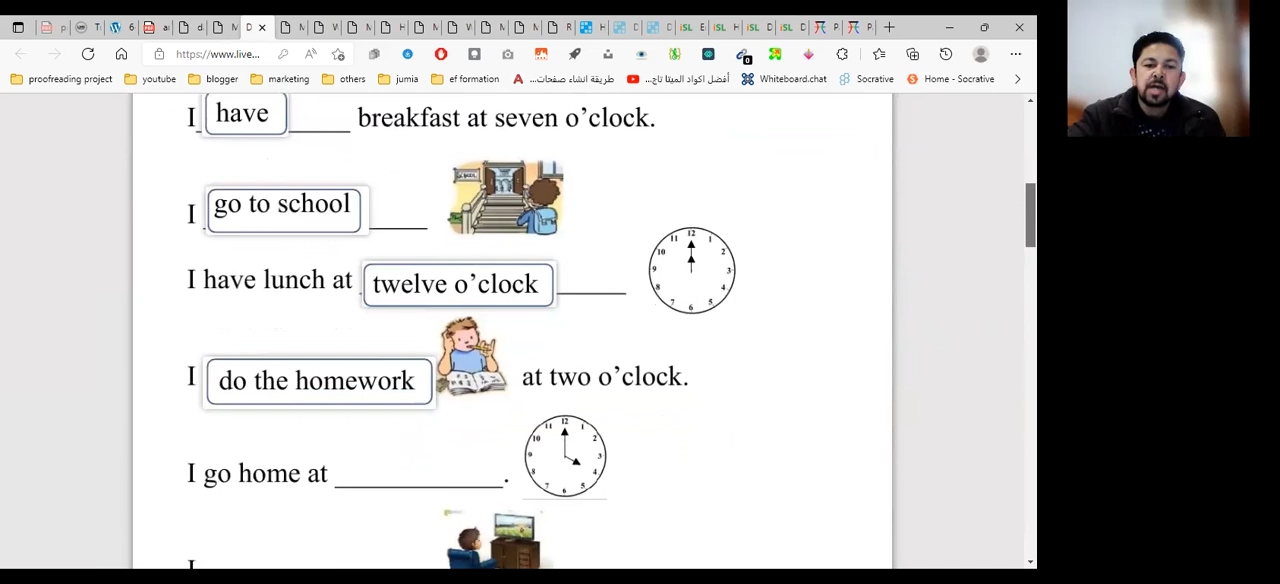 https://www.live...
proofreading project
youtube
blogger
marketing
others
jumia
ef formation
طريقة انشاء صفحات...
أفضل اكواد الميتا تاج...
Whiteboard.chat
Socrative
Home - Socrative
I have breakfast at seven o'clock.
I go to school
I have lunch at twelve o'clock
I do the homework at two o'clock.
I go home at ____________.
I